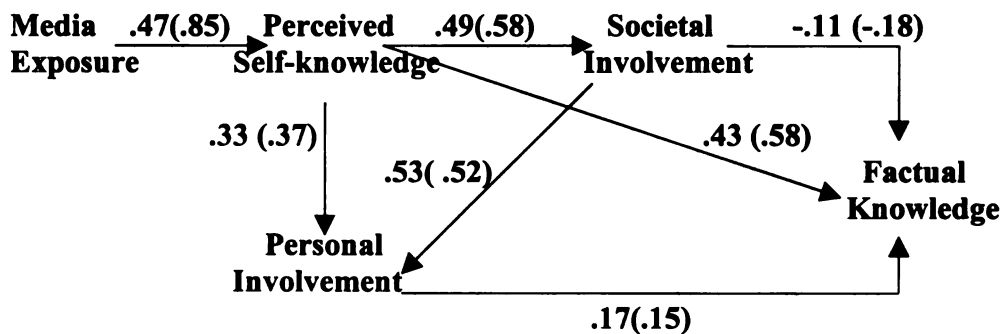 Media
Exposure
.47(.85)
Perceived
Self-knowledge
.49(.58)
Societal
Involvement
-.11 (-.18)
.33 (.37)
.53( .52)
.43 (.58)
Factual
Knowledge
Personal
Involvement
.17(.15)